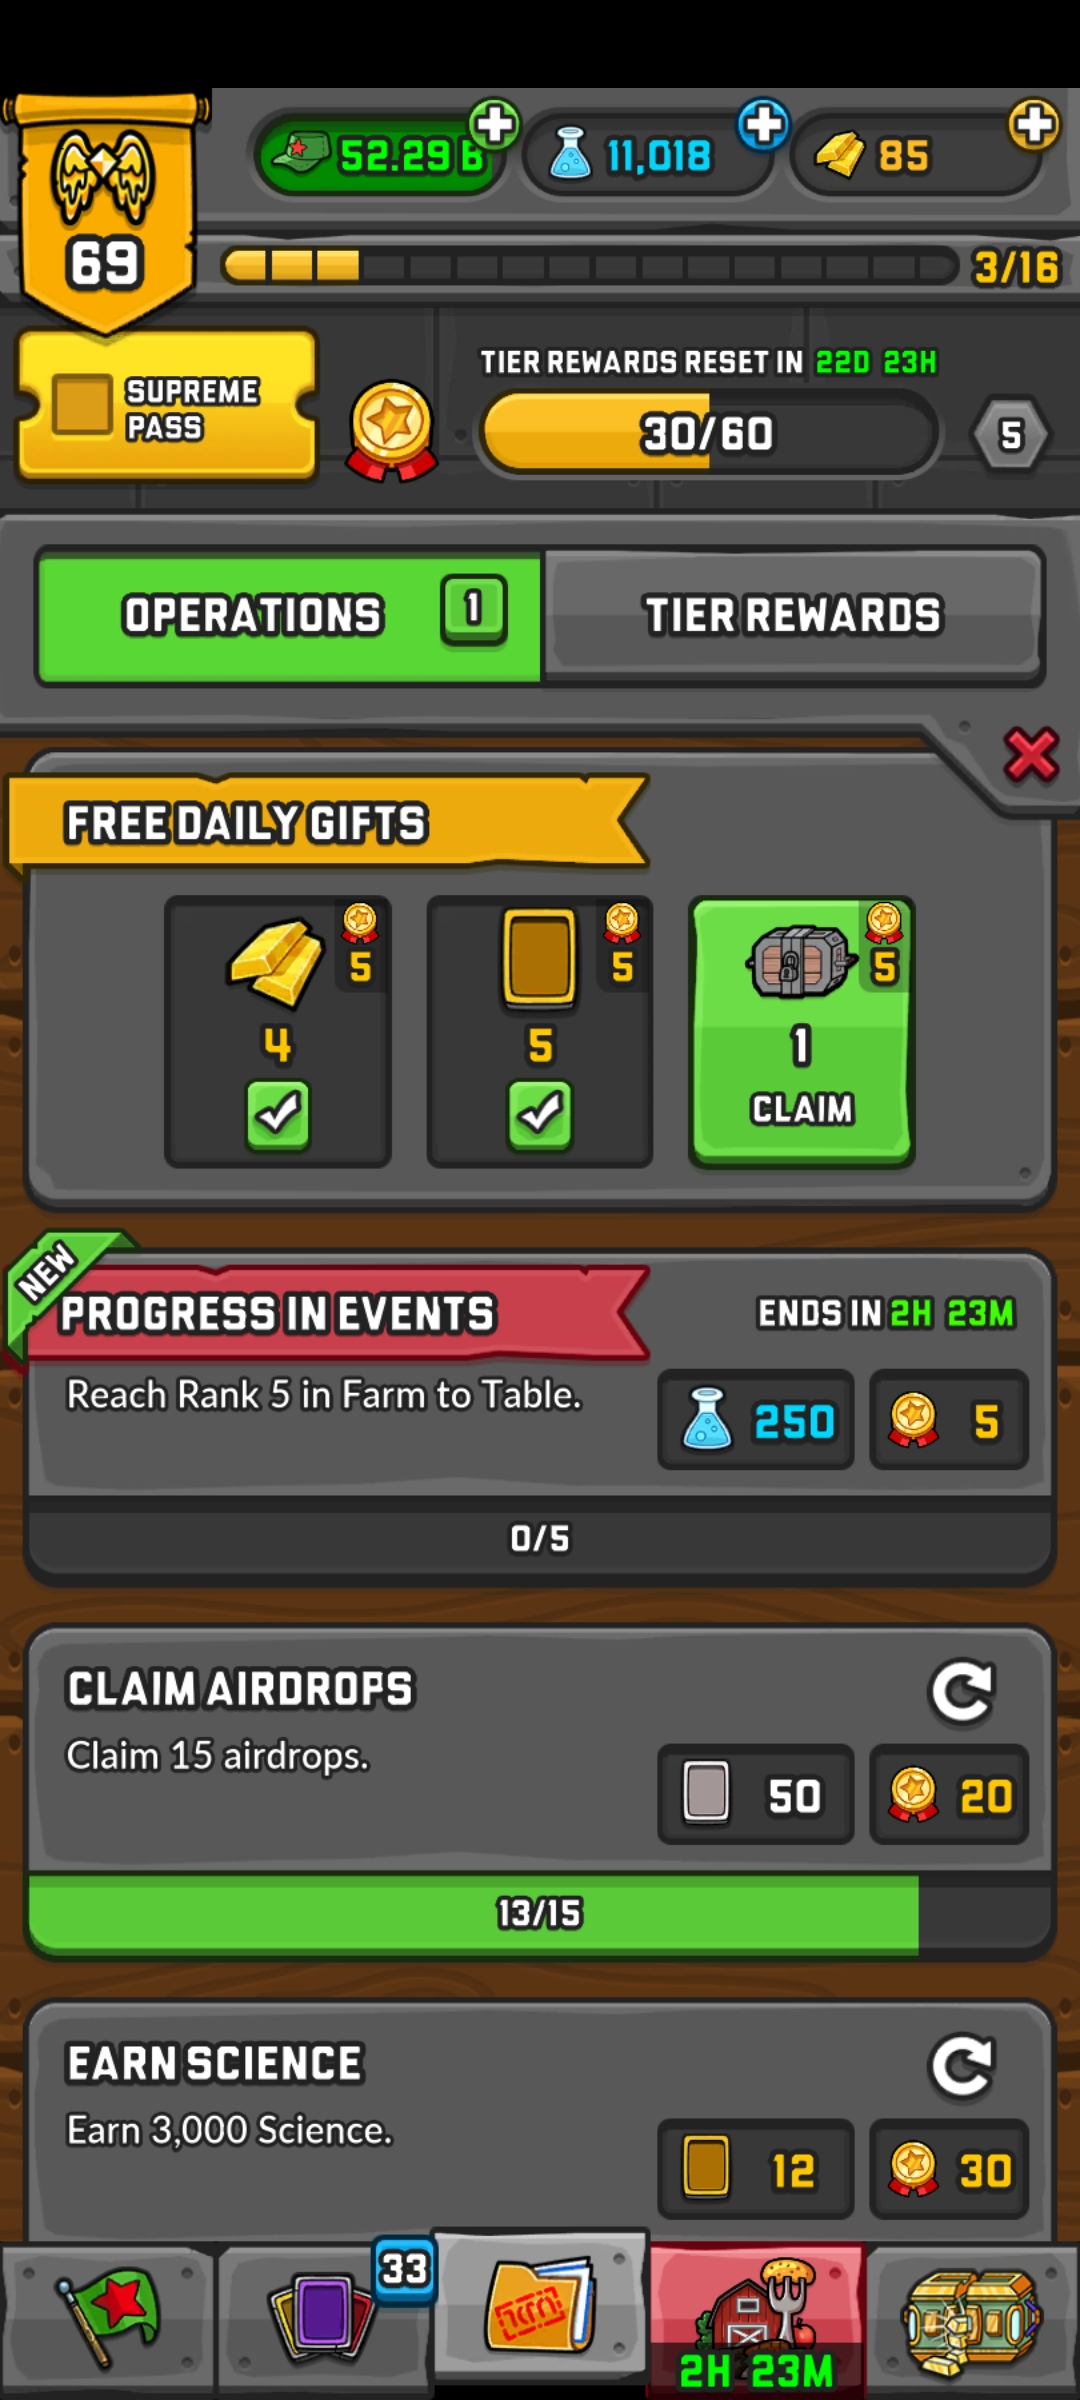 52.29 B
11,018
85
69
3/16
SUPREME
PASS
TIER REWARDS RESET IN 22D 23H
30/60
5
OPERATIONS 1
TIER REWARDS
FREE DAILY GIFTS
5
5
5
4
5
1
CLAIM
NEW
PROGRESS IN EVENTS
ENDS IN 2H 23M
Reach Rank 5 in Farm to Table.
250
5
0/5
CLAIM AIRDROPS
Claim 15 airdrops.
50
20
13/15
EARN SCIENCE
Earn 3,000 Science.
12
30
33
2H 23M